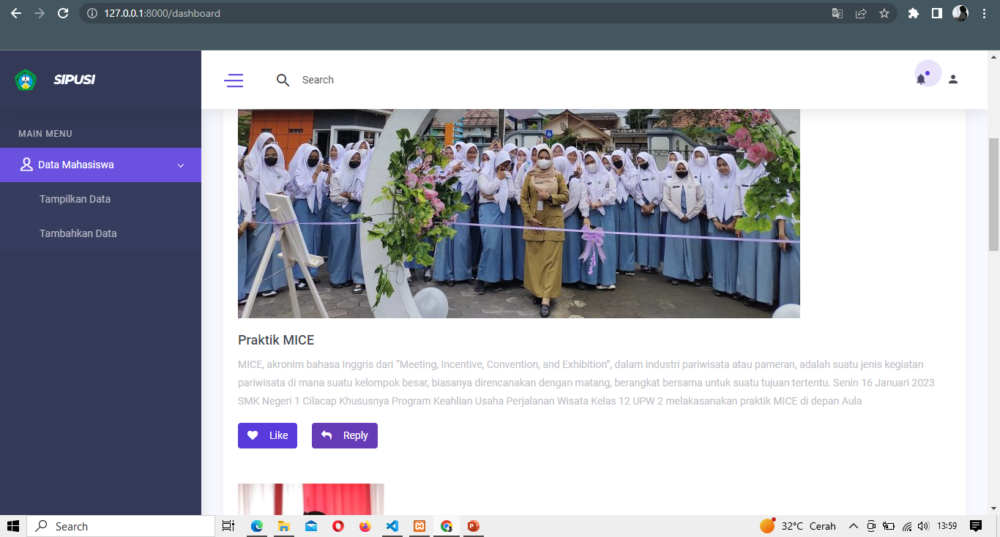 127.0.0.1:8000/dashboard
SIPUSI
Search
MAIN MENU
Data Mahasiswa
Tampilkan Data
Tambahkan Data
Praktik MICE
MICE, akronim bahasa Inggris dari “Meeting, Incentive, Convention, and Exhibition”, dalam industri pariwisata atau pameran, adalah suatu jenis kegiatan
pariwisata di mana suatu kelompok besar, biasanya direncanakan dengan matang, berangkat bersama untuk suatu tujuan tertentu. Senin 16 Januari 2023
SMK Negeri 1 Cilacap Khususnya Program Keahlian Usaha Perjalanan Wisata Kelas 12 UPW 2 melakasanakan praktik MICE di depan Aula
Like
Reply
Search
32°C Cerah
13:59